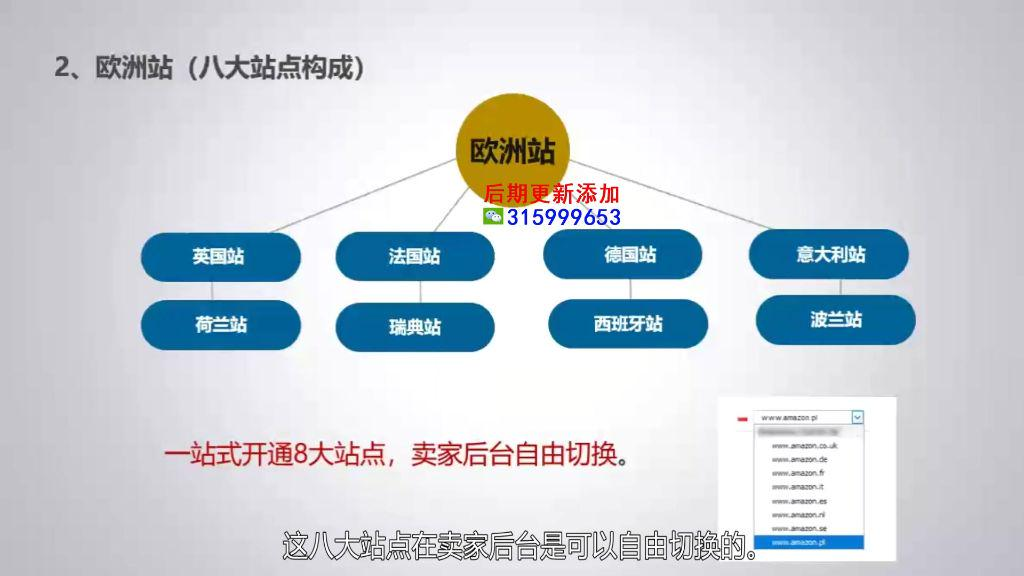 2、欧洲站（八大站点构成）
欧洲站
后期更新添加
315999653
英国站
法国站
德国站
意大利站
荷兰站
瑞典站
西班牙站
波兰站
一站式开通8大站点，卖家后台自由切换。
www.amazon.pl
www.amazon.co.uk
www.amazon.de
www.amazon.fr
www.amazon.it
www.amazon.es
www.amazon.nl
www.amazon.se
www.amazon.pl
这八大站点在卖家后台是可以自由切换的。